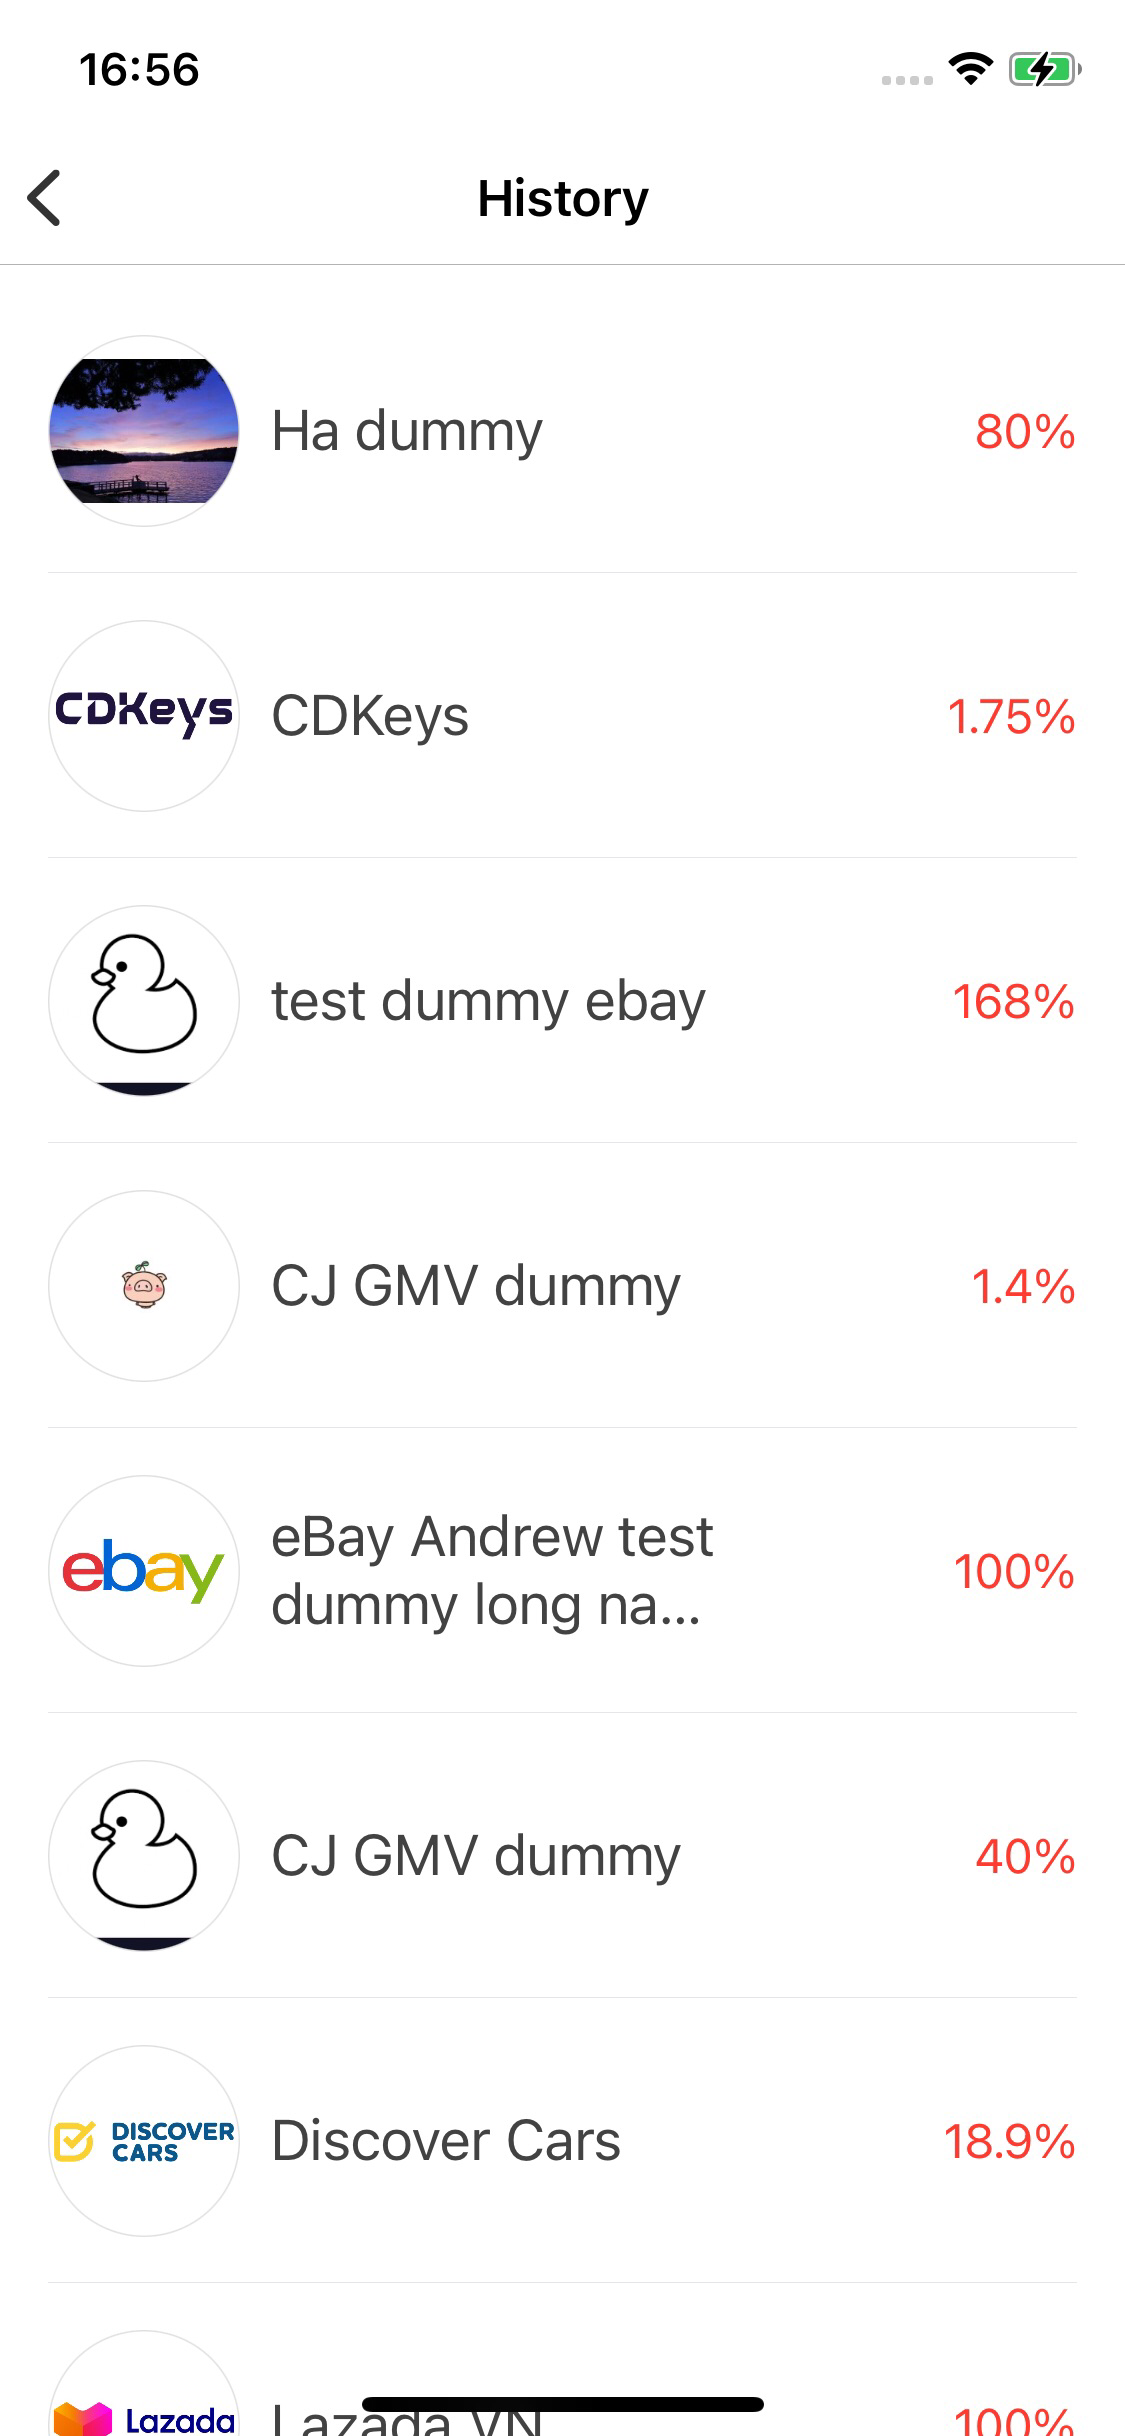 16:56
History
Ha dummy
80%
CDKeys
CDKeys
1.75%
test dummy ebay
168%
CJ GMV dummy
1.4%
ebay
eBay Andrew test
dummy long na...
100%
CJ GMV dummy
40%
DISCOVER
CARS
Discover Cars
18.9%
Lazada
Lazada VN
100%